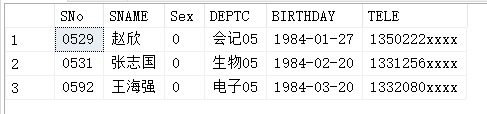 SNo SNAME Sex DEPTC BIRTHDAY TELE
1 0529 赵欣 0 会记05 1984-01-27 1350222xxxx
2 0531 张志国 0 生物05 1984-02-20 1331256xxxx
3 0592 王海强 0 电子05 1984-03-20 1332080xxxx